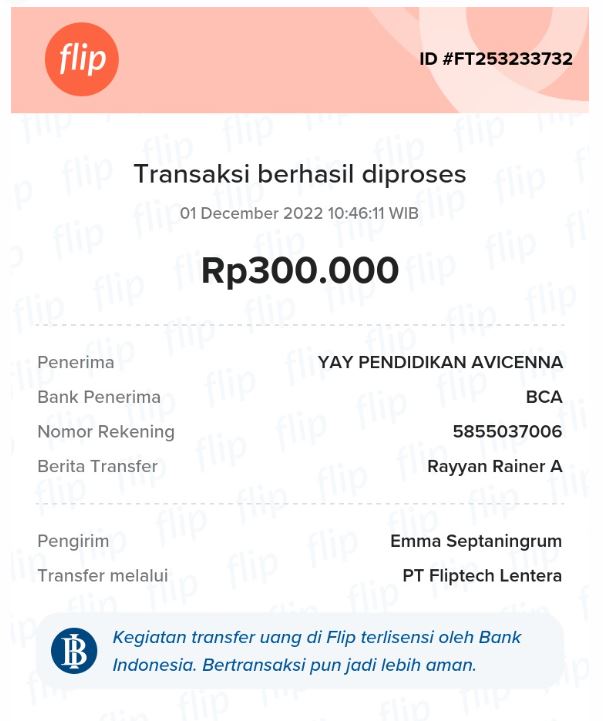 flip
ID #FT253233732
Transaksi berhasil diproses
01 December 2022 10:46:11 WIB
Rp300.000
Penerima YAY PENDIDIKAN AVICENNA
Bank Penerima BCA
Nomor Rekening 5855037006
Berita Transfer Rayyan Rainer A
Pengirim Emma Septaningrum
Transfer melalui PT Fliptech Lentera
Kegiatan transfer uang di Flip terlisensi oleh Bank
Indonesia. Bertransaksi pun jadi lebih aman.